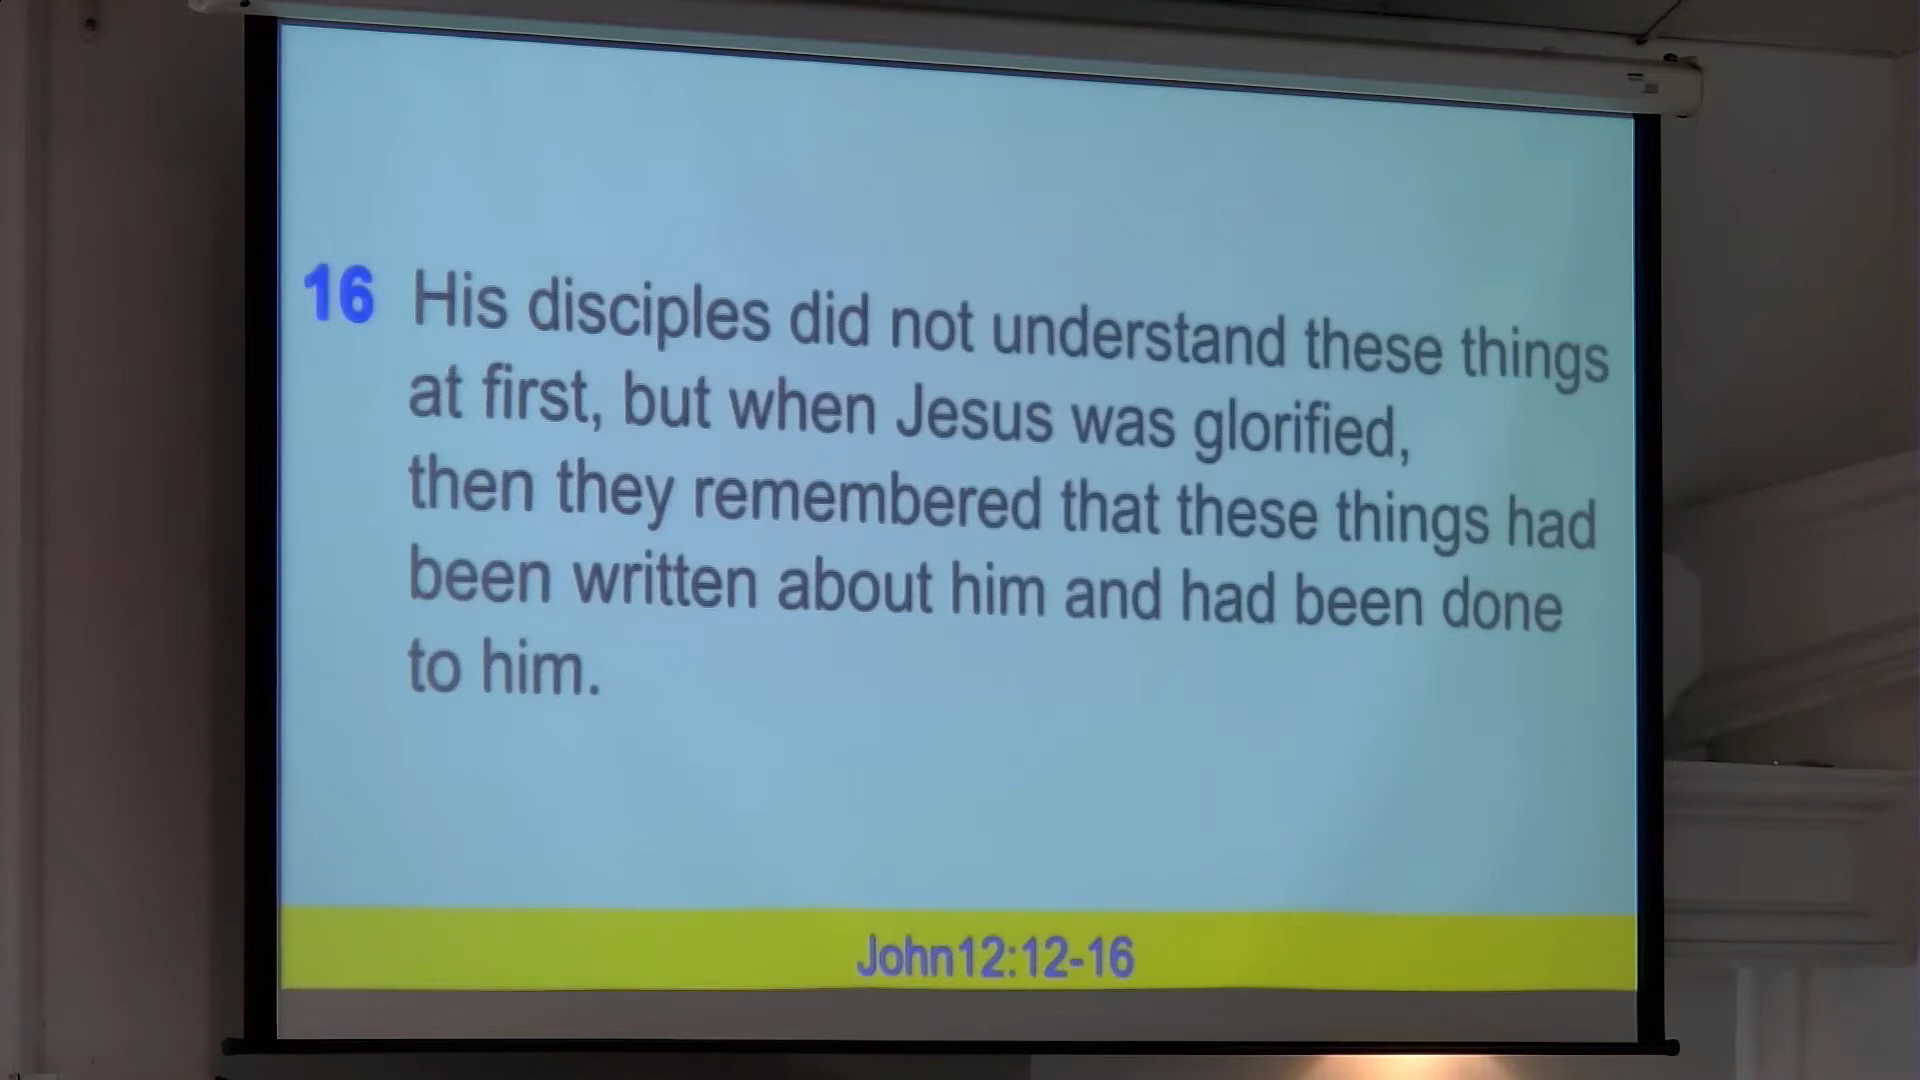 16 His disciples did not understand these things
at first, but when Jesus was glorified,
then they remembered that these things had
been written about him and had been done
to him.
John12:12-16